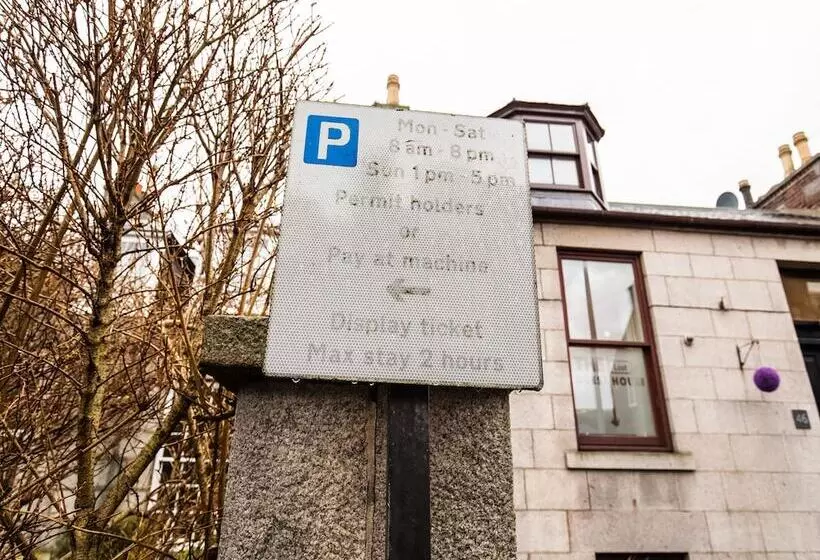 P
Mon - Sat
8 am - 8 pm
Sun 1 pm - 5 pm
Permit holders
or
Pay at machine
Display ticket
Max stay 2 hours
46